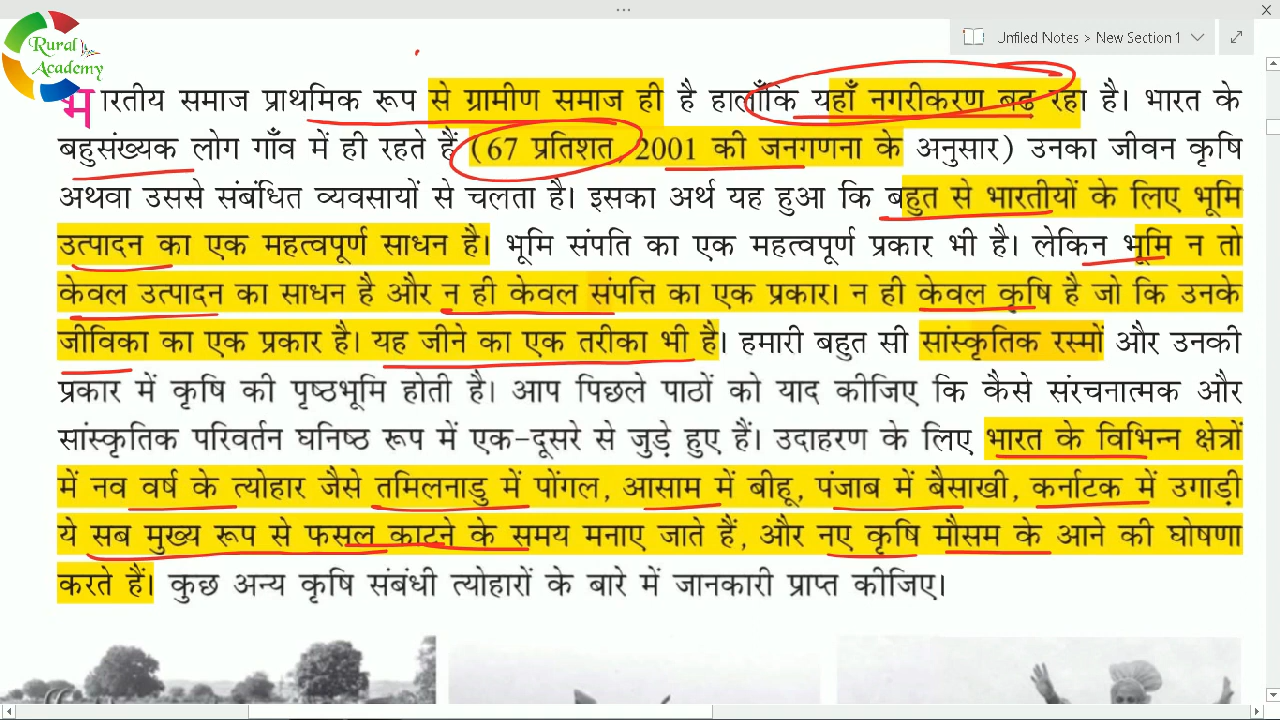 ...
Rural
Academy
Unfiled Notes > New Section 1
भारतीय समाज प्राथमिक रूप से ग्रामीण समाज ही है हालाँकि यहाँ नगरीकरण बढ रहा है। भारत के
बहुसंख्यक लोग गाँव में ही रहते हैं (67 प्रतिशत, 2001 की जनगणना के अनुसार) उनका जीवन कृषि
अथवा उससे संबंधित व्यवसायों से चलता है। इसका अर्थ यह हुआ कि बहुत से भारतीयों के लिए भूमि
उत्पादन का एक महत्वपूर्ण साधन है। भूमि संपति का एक महत्वपूर्ण प्रकार भी है। लेकिन भूमि न तो
केवल उत्पादन का साधन है और न ही केवल संपत्ति का एक प्रकार। न ही केवल कृषि है जो कि उनके
जीविका का एक प्रकार है। यह जीने का एक तरीका भी है। हमारी बहुत सी सांस्कृतिक रस्मों और उनकी
प्रकार में कृषि की पृष्ठभूमि होती है। आप पिछले पाठों को याद कीजिए कि कैसे संरचनात्मक और
सांस्कृतिक परिवर्तन घनिष्ठ रूप में एक-दूसरे से जुड़े हुए हैं। उदाहरण के लिए भारत के विभिन्न क्षेत्रों
में नव वर्ष के त्योहार जैसे तमिलनाडु में पोंगल, आसाम में बीहू, पंजाब में बैसाखी, कर्नाटक में उगाड़ी
ये सब मुख्य रूप से फसल काटने के समय मनाए जाते हैं, और नए कृषि मौसम के आने की घोषणा
करते हैं। कुछ अन्य कृषि संबंधी त्योहारों के बारे में जानकारी प्राप्त कीजिए।